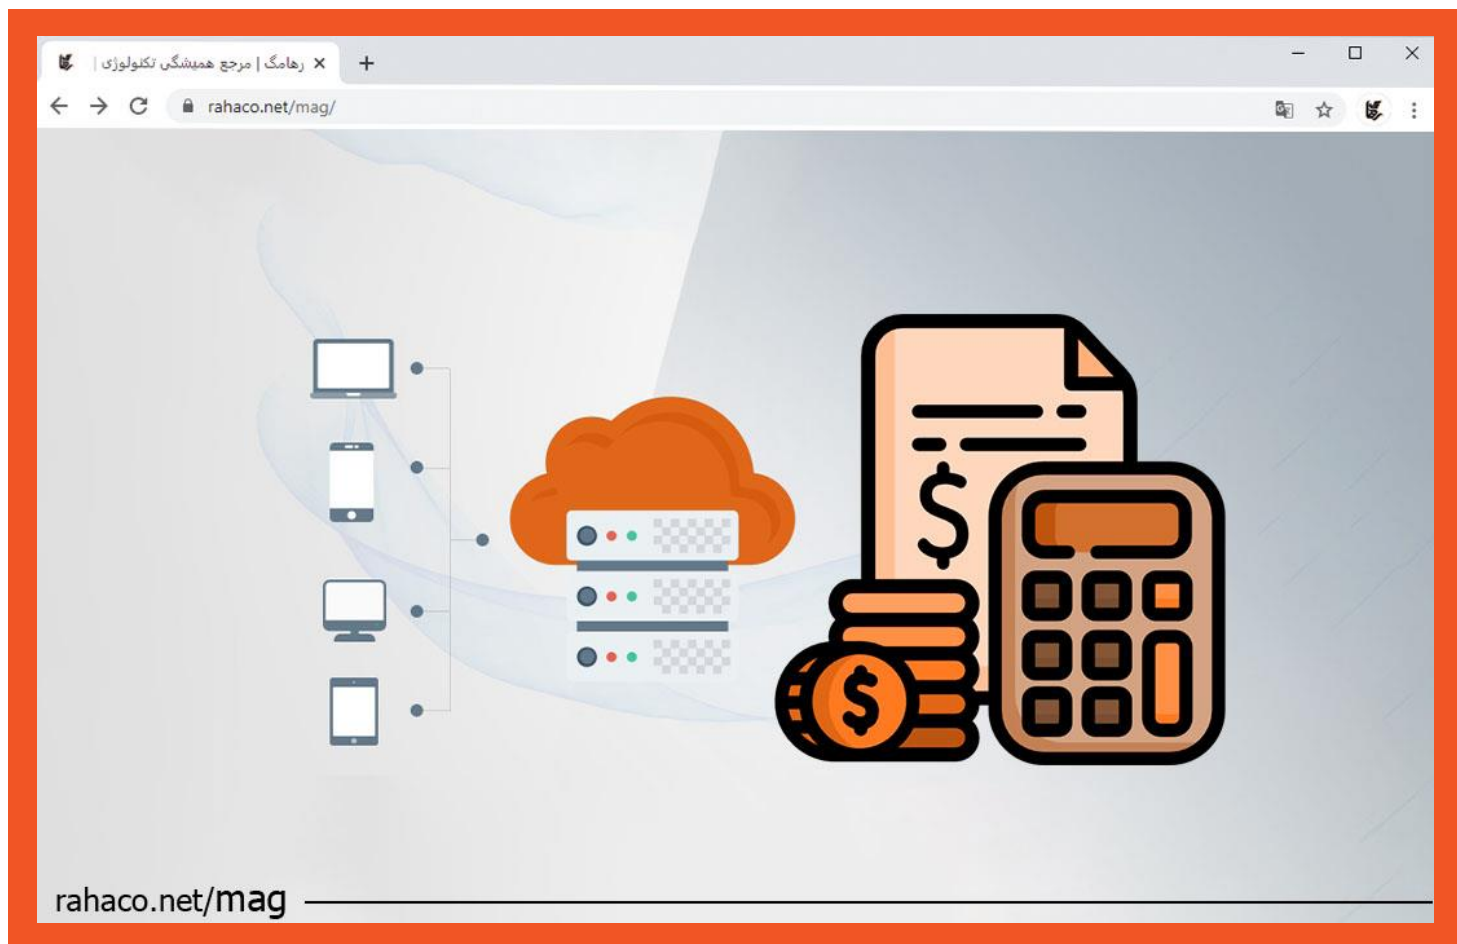 رهامگ | مرجع همیشگی تکنولوژی |
rahaco.net/mag/
$
$
rahaco.net/mag